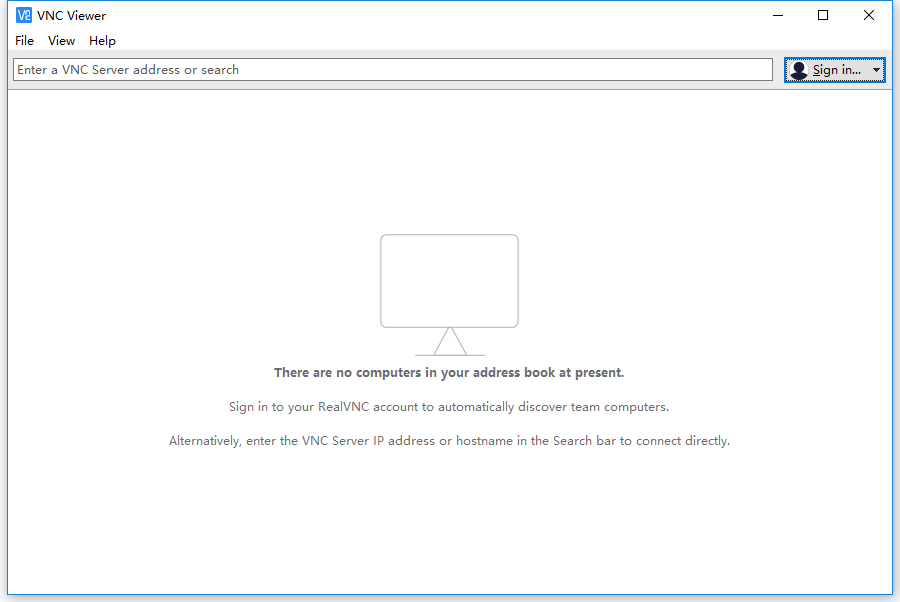 VNC Viewer
File View Help
Enter a VNC Server address or search
Sign in...
There are no computers in your address book at present.
Sign in to your RealVNC account to automatically discover team computers.
Alternatively, enter the VNC Server IP address or hostname in the Search bar to connect directly.